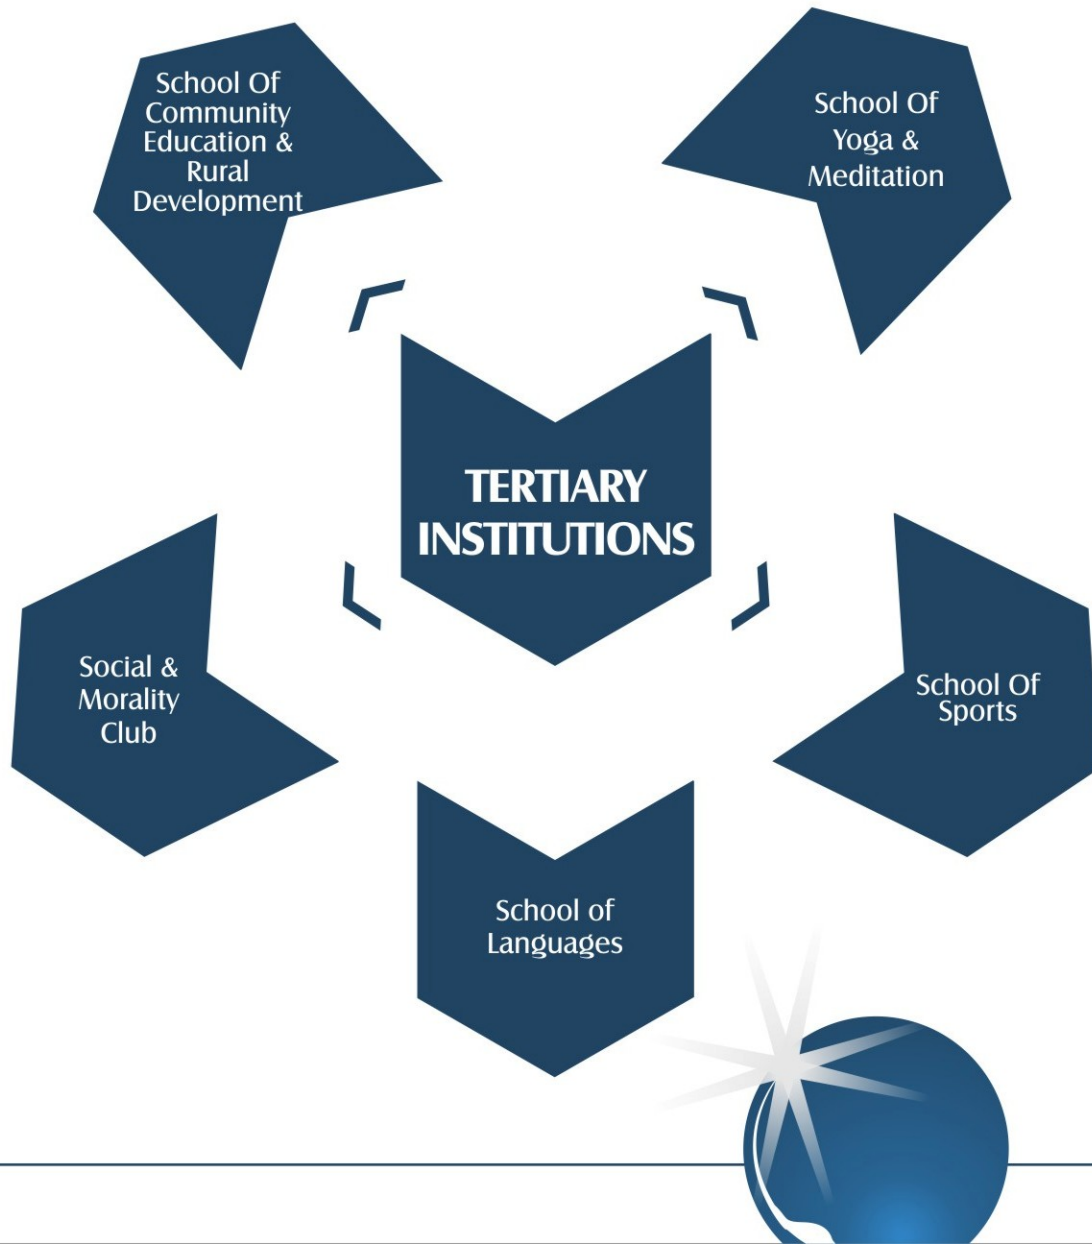 School Of
Community
Education &
Rural
Development
School Of
Yoga &
Meditation
TERTIARY
INSTITUTIONS
Social &
Morality
Club
School Of
Sports
School of
Languages